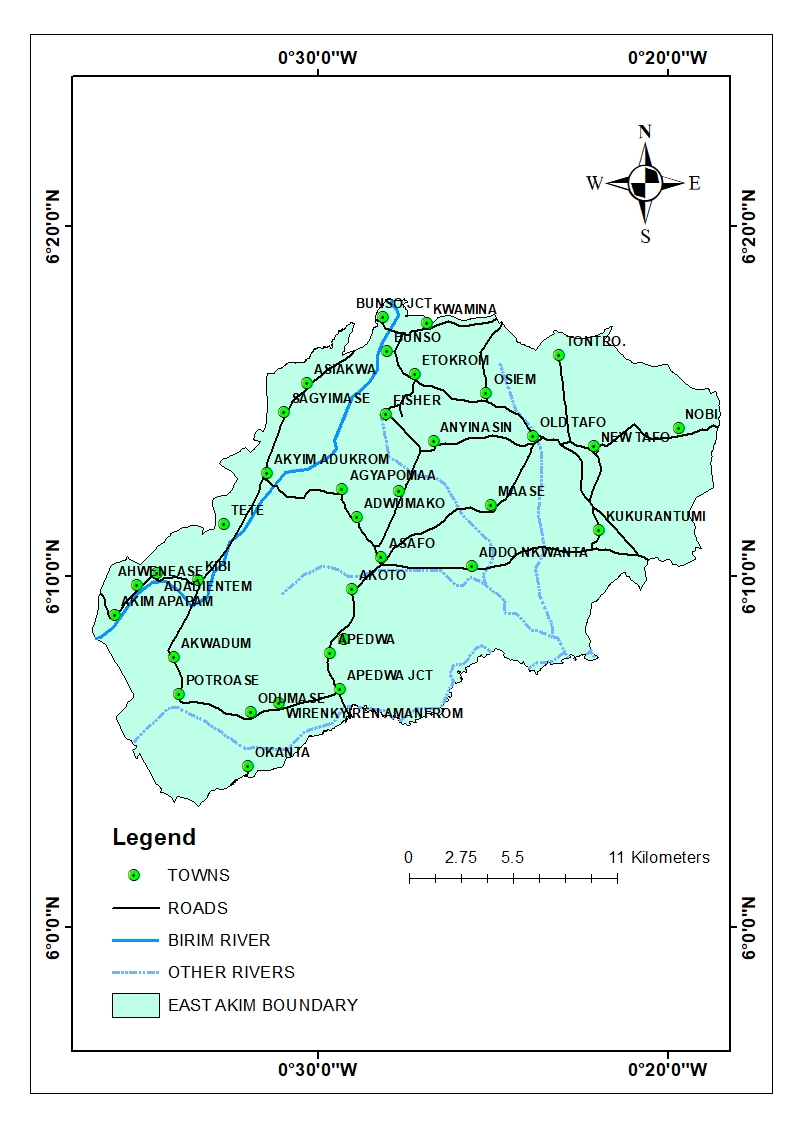 0°30'0"W
0°20'0"W
N
W
E
S
6°20'0"N
6°20'0"N
BUNSO JCT
KWAMINA
BUNSO
TONTRO.
ETOKROM
ASIAKWA
OSIEM
SAGYIMASE
EISHER
NOBI
OLD TAFO
ANYINASIN
NEW TAFO
AKYIM ADUKROM
AGYAPOMAA
MAASE
ADWUMAKO
TETE
KUKURANTUMI
ASAFO
ADDO NKWANTA
6°10'0"N
6°10'0"N
AHWENEASE
KIBI
AKOTO
ADADIENTEM
AKIM APAPAM
APEDWA
AKWADUM
APEDWA JCT
POTROASE
ODUMASE
WIRENKYIREN AMANFROM
OKANTA
Legend
TOWNS
ROADS
BIRIM RIVER
OTHER RIVERS
EAST AKIM BOUNDARY
0 2.75 5.5 11 Kilometers
6°0'0"N
6°0'0"N
0°30'0"W
0°20'0"W